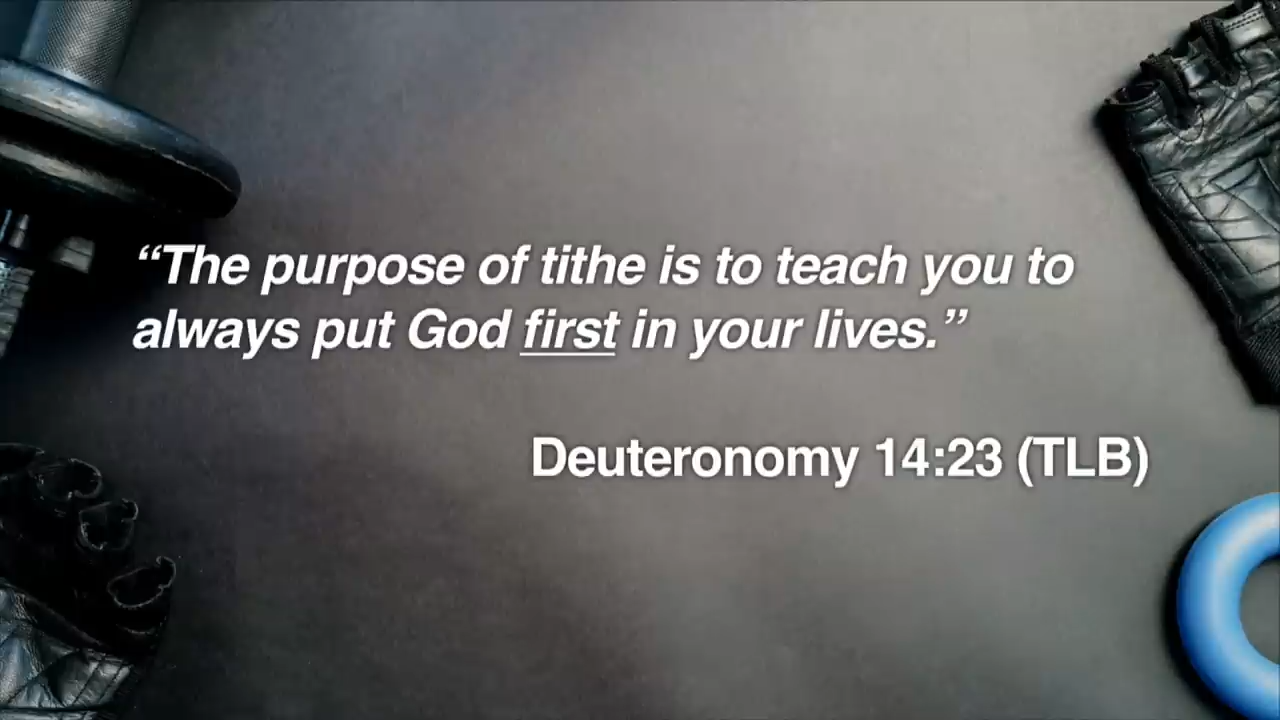 “The purpose of tithe is to teach you to
always put God first in your lives.”
Deuteronomy 14:23 (TLB)